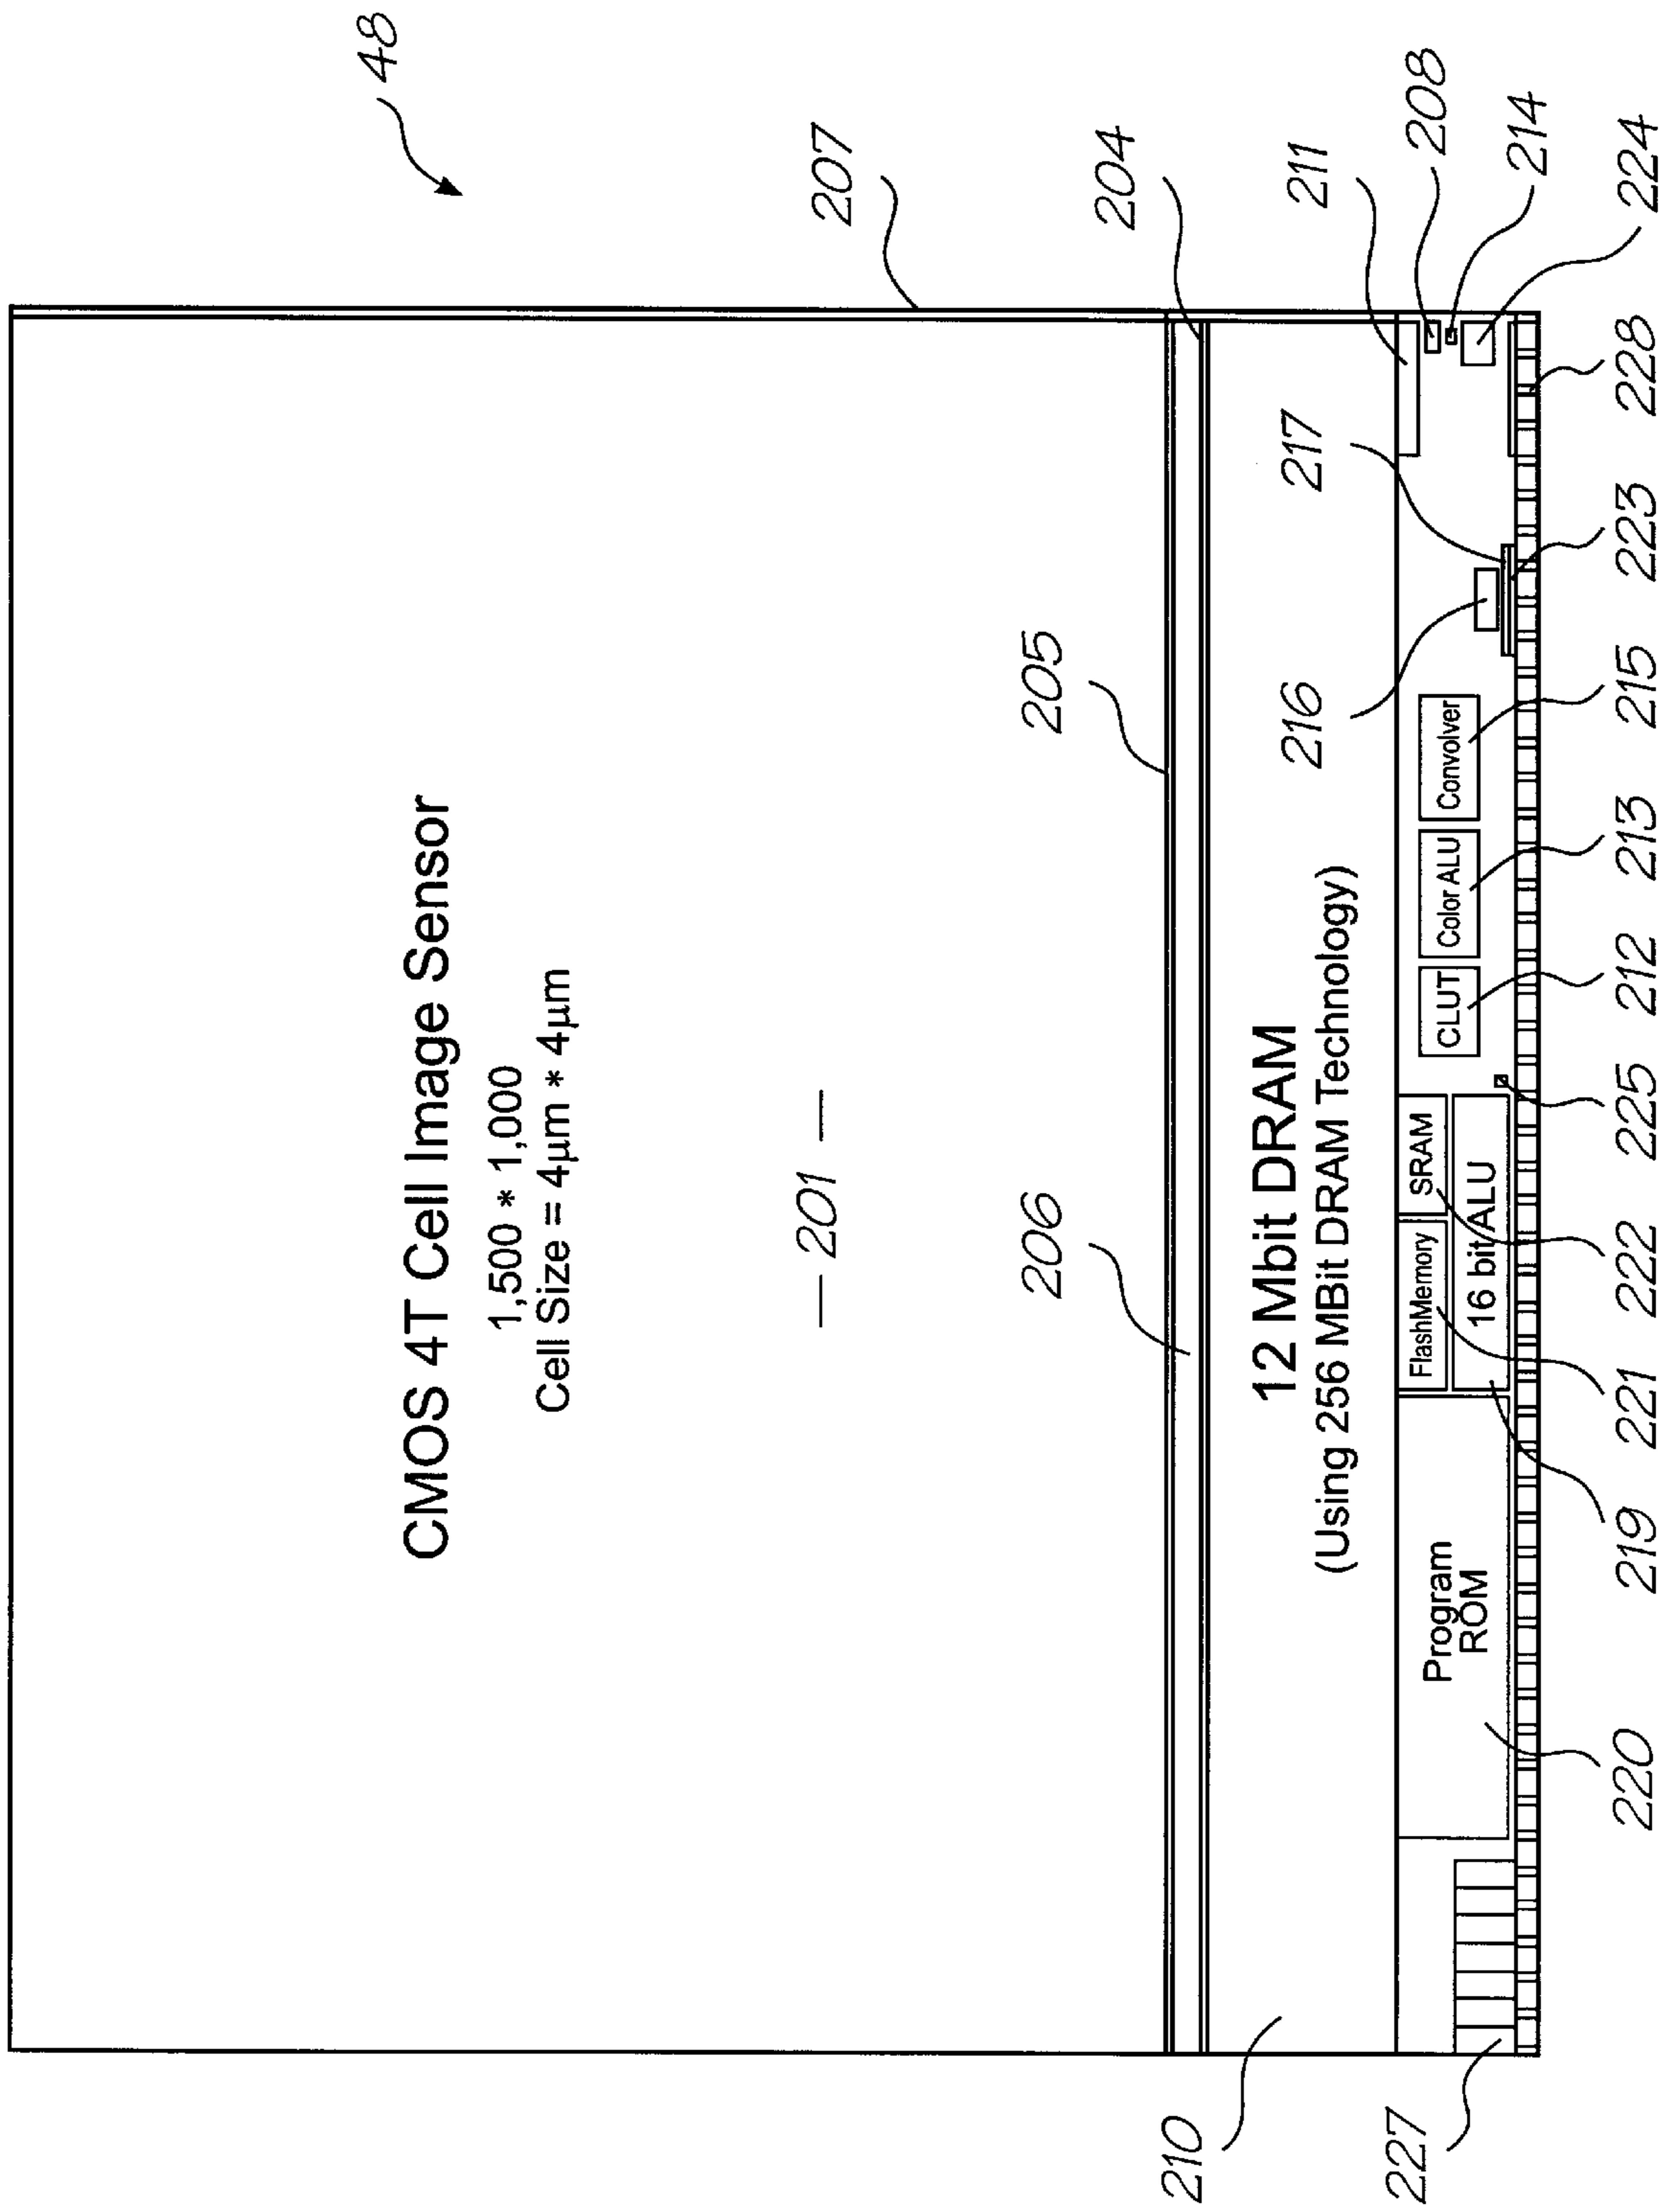 48
207
CMOS 4T Cell Image Sensor
1,500 * 1,000
Cell Size = 4µm * 4µm
— 201 —
206
205
204
210
12 Mbit DRAM
(Using 256 MBit DRAM Technology)
216
217
211
208
214
224
227
Program
ROM
FlashMemory
SRAM
16 bit ALU
CLUT
Color ALU
Convolver
220
219
221
222
225
212
213
215
223
228